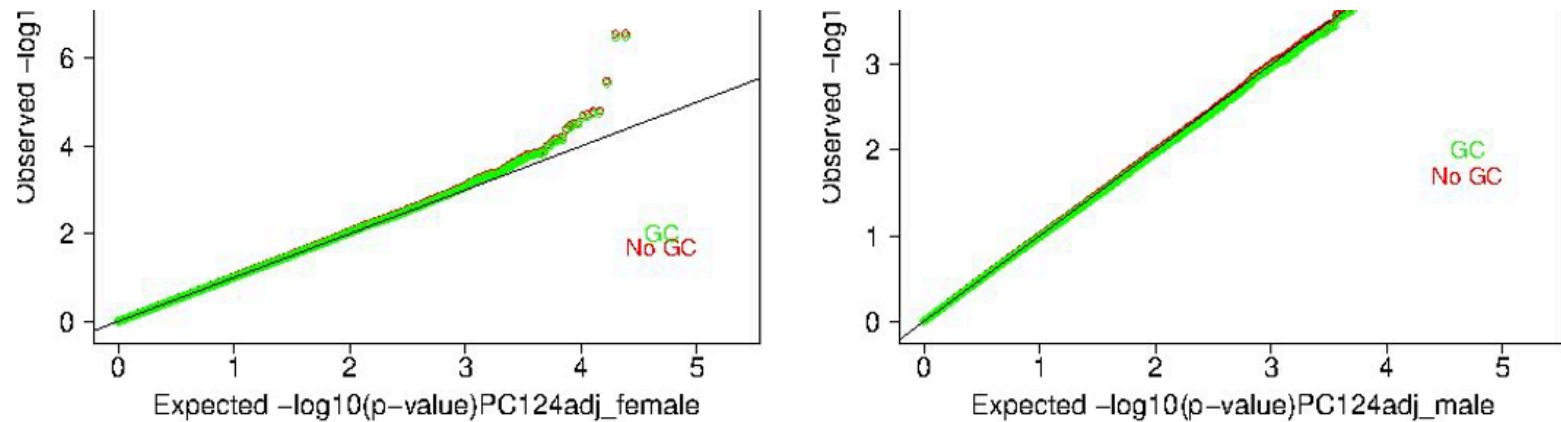 Observed –log1
6
4
2
0
GC
No GC
0 1 2 3 4 5
Expected –log10(p–value)PC124adj_female
Observed –log1
3
2
1
0
GC
No GC
0 1 2 3 4 5
Expected –log10(p–value)PC124adj_male